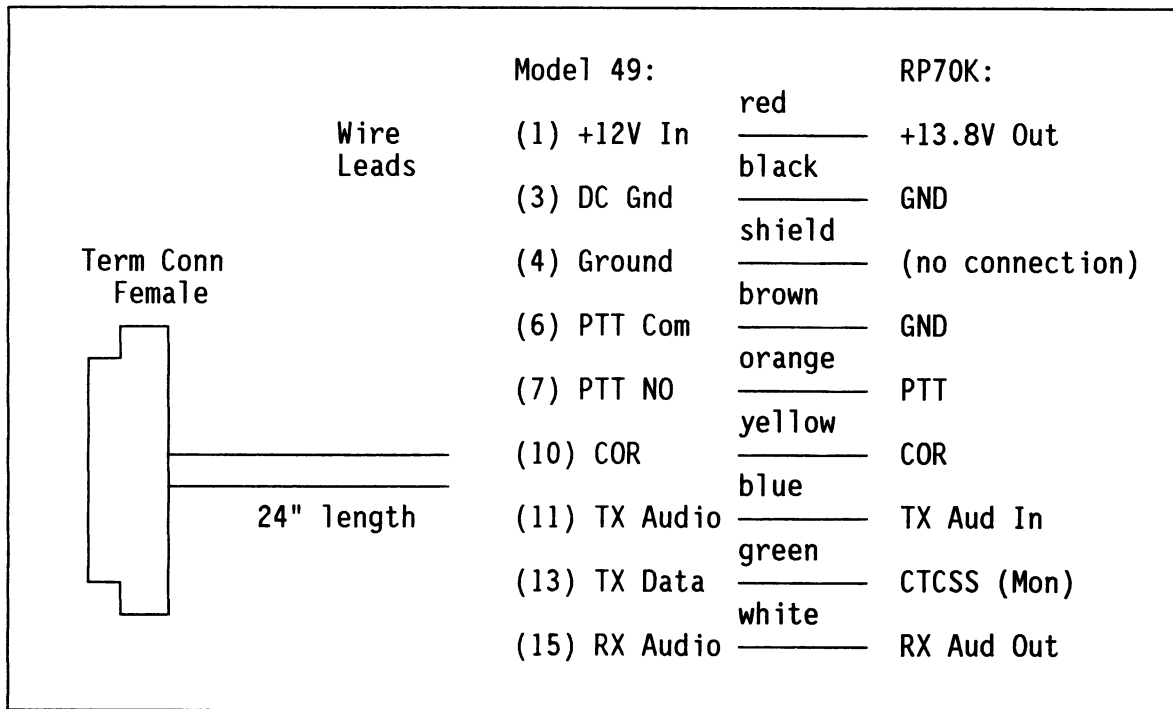 Model 49: RP70K:
red
Wire (1) +12V In +13.8V Out
Leads black
(3) DC Gnd GND
shield
Term Conn (4) Ground (no connection)
Female brown
(6) PTT Com GND
orange
(7) PTT NO PTT
yellow
(10) COR COR
blue
24" length (11) TX Audio TX Aud In
green
(13) TX Data CTCSS (Mon)
white
(15) RX Audio RX Aud Out